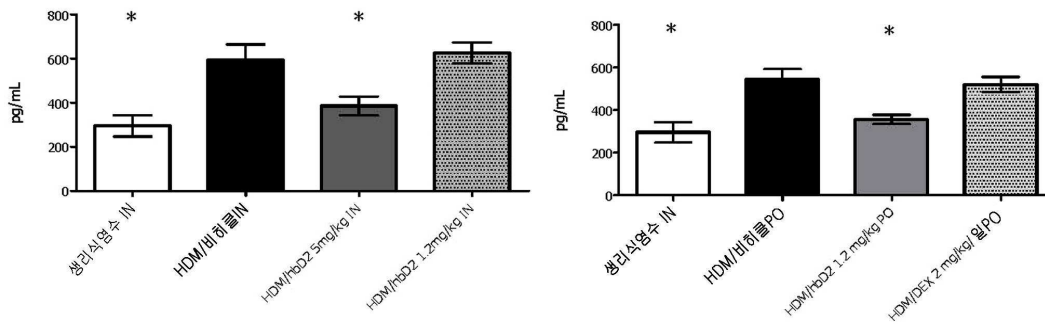 *
*
800
600
400
200
0
pg/mL
생리식염수 IN
HDM/비히클IN
HDM/HbD2 5mg/kg IN
HDM/hbD2 1.2mg/kg IN
*
*
800
600
400
200
0
pg/mL
생리식염수 IN
HDM/비히클PO
HDM/HbD2 1.2 mg/kg PO
HDM/DEX 2 mg/kg/ 일PO